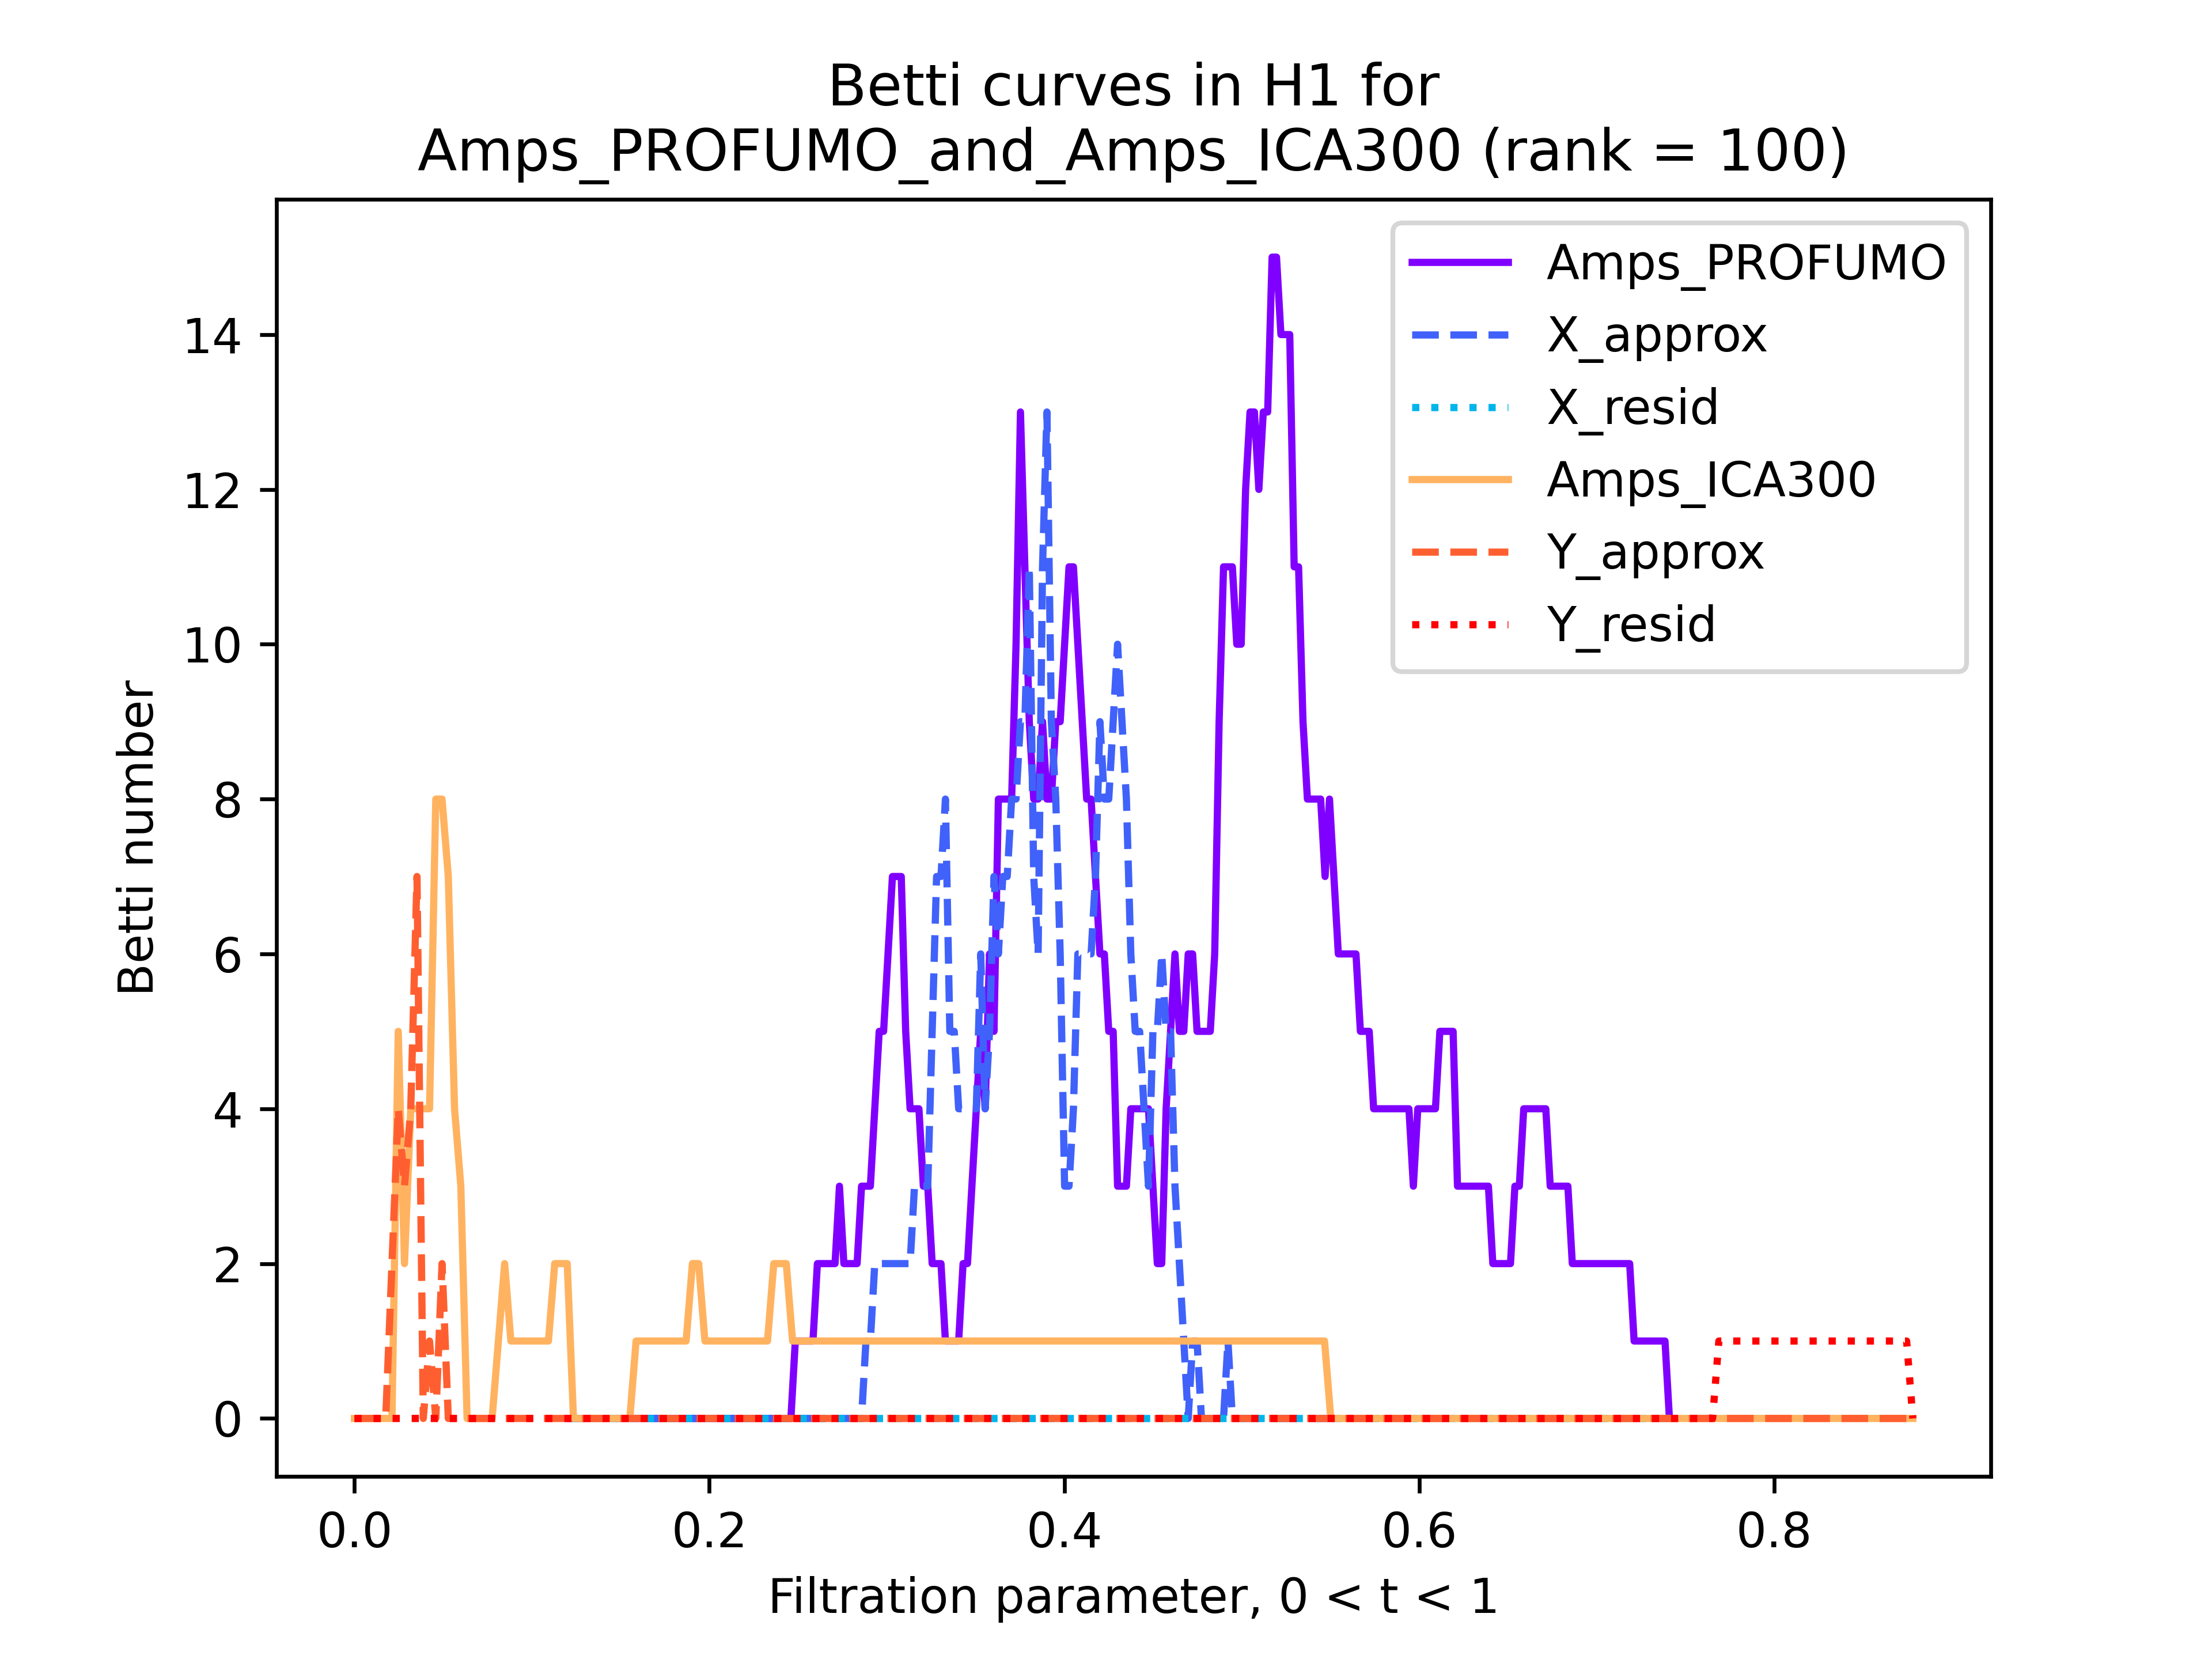 Betti curves in H1 for
Amps_PROFUMO_and_Amps_ICA300 (rank = 100)
Amps_PROFUMO
X_approx
X_resid
Amps_ICA300
Y_approx
Y_resid
Betti number
14
12
10
8
6
4
2
0
0.0 0.2 0.4 0.6 0.8
Filtration parameter, 0 < t < 1